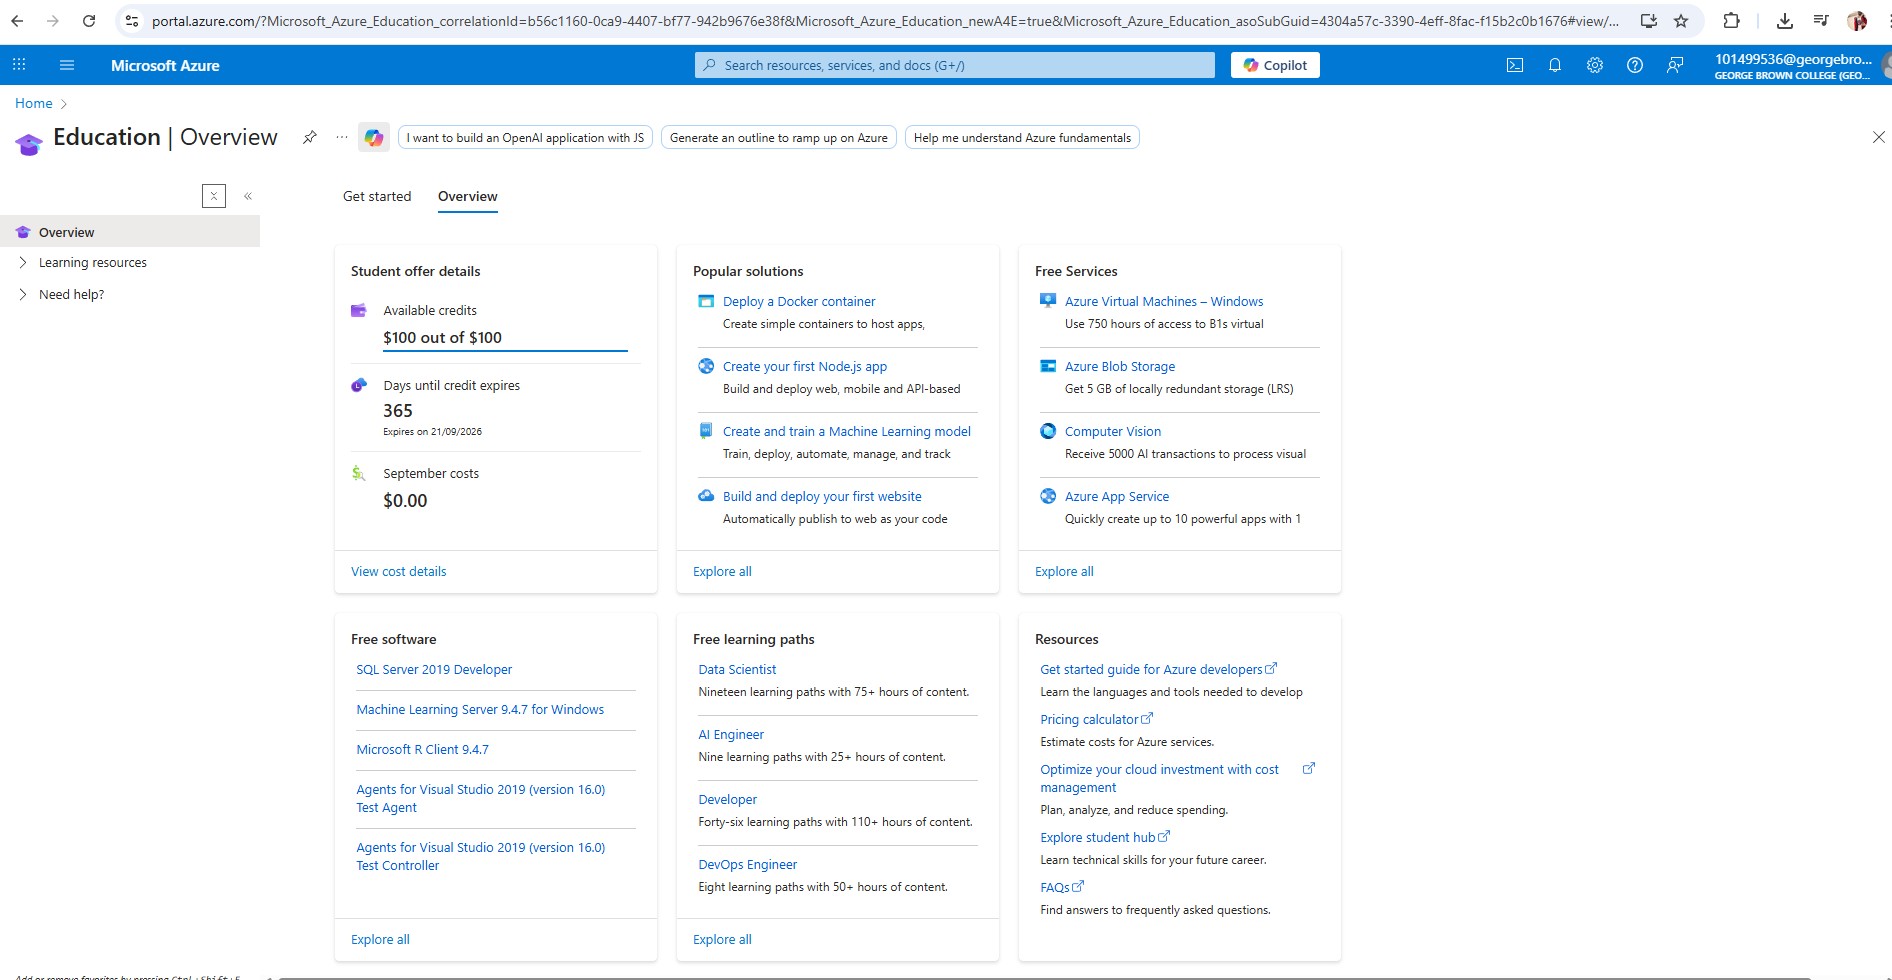 portal.azure.com/?Microsoft_Azure_Education_correlationId=b56c1160-0ca9-4407-bf77-942b9676e38f&Microsoft_Azure_Education_newA4E=true&Microsoft_Azure_Education_asoSubGuid=4304a57c-3390-4eff-8fac-f15b2c0b1676#view/...
Microsoft Azure
Search resources, services, and docs (G+/)
Copilot
101499536@georgebro...
GEORGE BROWN COLLEGE (GEO...
Home
Education | Overview
I want to build an OpenAI application with JS
Generate an outline to ramp up on Azure
Help me understand Azure fundamentals
Overview
Learning resources
Need help?
Get started
Overview
Student offer details
Available credits
$100 out of $100
Days until credit expires
365
Expires on 21/09/2026
September costs
$0.00
View cost details
Popular solutions
Deploy a Docker container
Create simple containers to host apps,
Create your first Node.js app
Build and deploy web, mobile and API-based
Create and train a Machine Learning model
Train, deploy, automate, manage, and track
Build and deploy your first website
Automatically publish to web as your code
Explore all
Free Services
Azure Virtual Machines – Windows
Use 750 hours of access to B1s virtual
Azure Blob Storage
Get 5 GB of locally redundant storage (LRS)
Computer Vision
Receive 5000 AI transactions to process visual
Azure App Service
Quickly create up to 10 powerful apps with 1
Explore all
Free software
SQL Server 2019 Developer
Machine Learning Server 9.4.7 for Windows
Microsoft R Client 9.4.7
Agents for Visual Studio 2019 (version 16.0)
Test Agent
Agents for Visual Studio 2019 (version 16.0)
Test Controller
Explore all
Free learning paths
Data Scientist
Nineteen learning paths with 75+ hours of content.
AI Engineer
Nine learning paths with 25+ hours of content.
Developer
Forty-six learning paths with 110+ hours of content.
DevOps Engineer
Eight learning paths with 50+ hours of content.
Explore all
Resources
Get started guide for Azure developers
Learn the languages and tools needed to develop
Pricing calculator
Estimate costs for Azure services.
Optimize your cloud investment with cost
management
Plan, analyze, and reduce spending.
Explore student hub
Learn technical skills for your future career.
FAQs
Find answers to frequently asked questions.
Add or remove favorites by pressing Ctrl+Shift+F